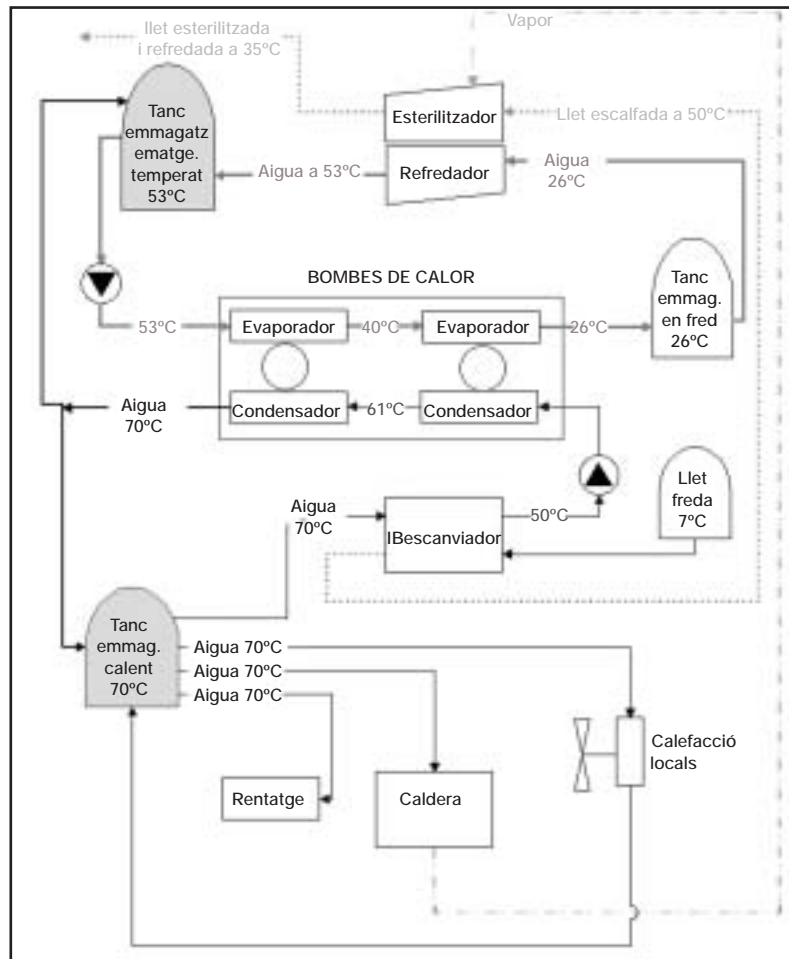 llet esterilitzada
i refredada a 35ºC
Vapor
Tanc
emmagatz
ematge.
temperat
53ºC
Esterilitzador
Llet escalfada a 50ºC
Aigua a 53ºC
Refredador
Aigua
26ºC
BOMBES DE CALOR
Tanc
emmag.
en fred
26ºC
53ºC
Evaporador
40ºC
Evaporador
26ºC
Aigua
70ºC
Condensador
61ºC
Condensador
Llet
freda
7ºC
Aigua
70ºC
IBescanviador
50ºC
Tanc
emmag.
calent
70ºC
Aigua 70ºC
Aigua 70ºC
Aigua 70ºC
Calefacció
locals
Rentatge
Caldera